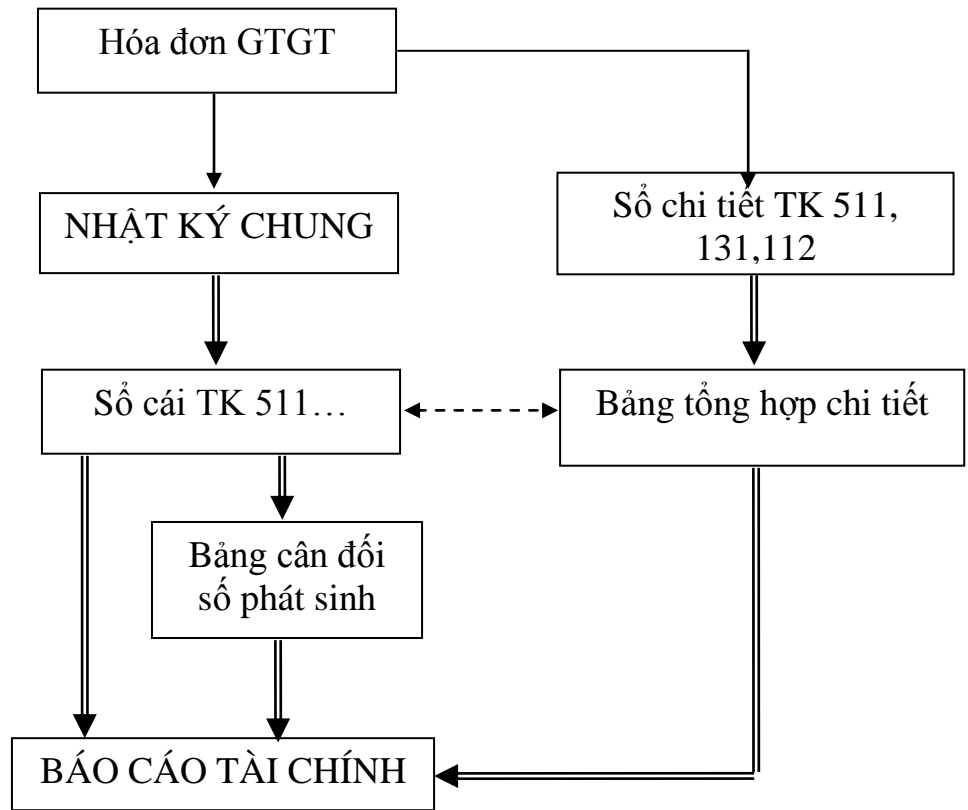 Hóa đơn GTGT
NHẬT KÝ CHUNG
Sổ chi tiết TK 511,
131,112
Sổ cái TK 511…
Bảng tổng hợp chi tiết
Bảng cân đối
số phát sinh
BÁO CÁO TÀI CHÍNH